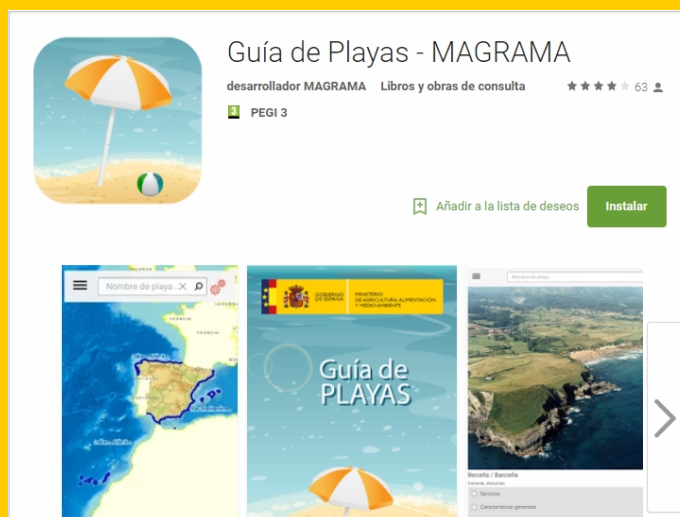 Guía de Playas - MAGRAMA
desarrollador MAGRAMA Libros y obras de consulta 63
3 PEGI 3
Añadir a la lista de deseos Instalar
Nombre de playa... X
GOBIERNO DE ESPAÑA
MINISTERIO DE AGRICULTURA, ALIMENTACIÓN Y MEDIO AMBIENTE
Guía de
PLAYAS
Nombre de playa...
Servicios
Características generales